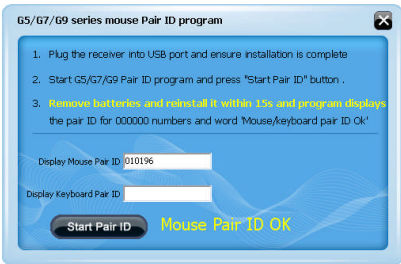 G5/G7/G9 series mouse Pair ID program
1. Plug the receiver into USB port and ensure installation is complete
2. Start G5/G7/G9 Pair ID program and press "Start Pair ID" button .
3. Remove batteries and reinstall it within 15s and program displays
the pair ID for 000000 numbers and word 'Mouse/keyboard pair ID Ok'
Display Mouse Pair ID 010196
Display Keyboard Pair ID
Start Pair ID Mouse Pair ID OK